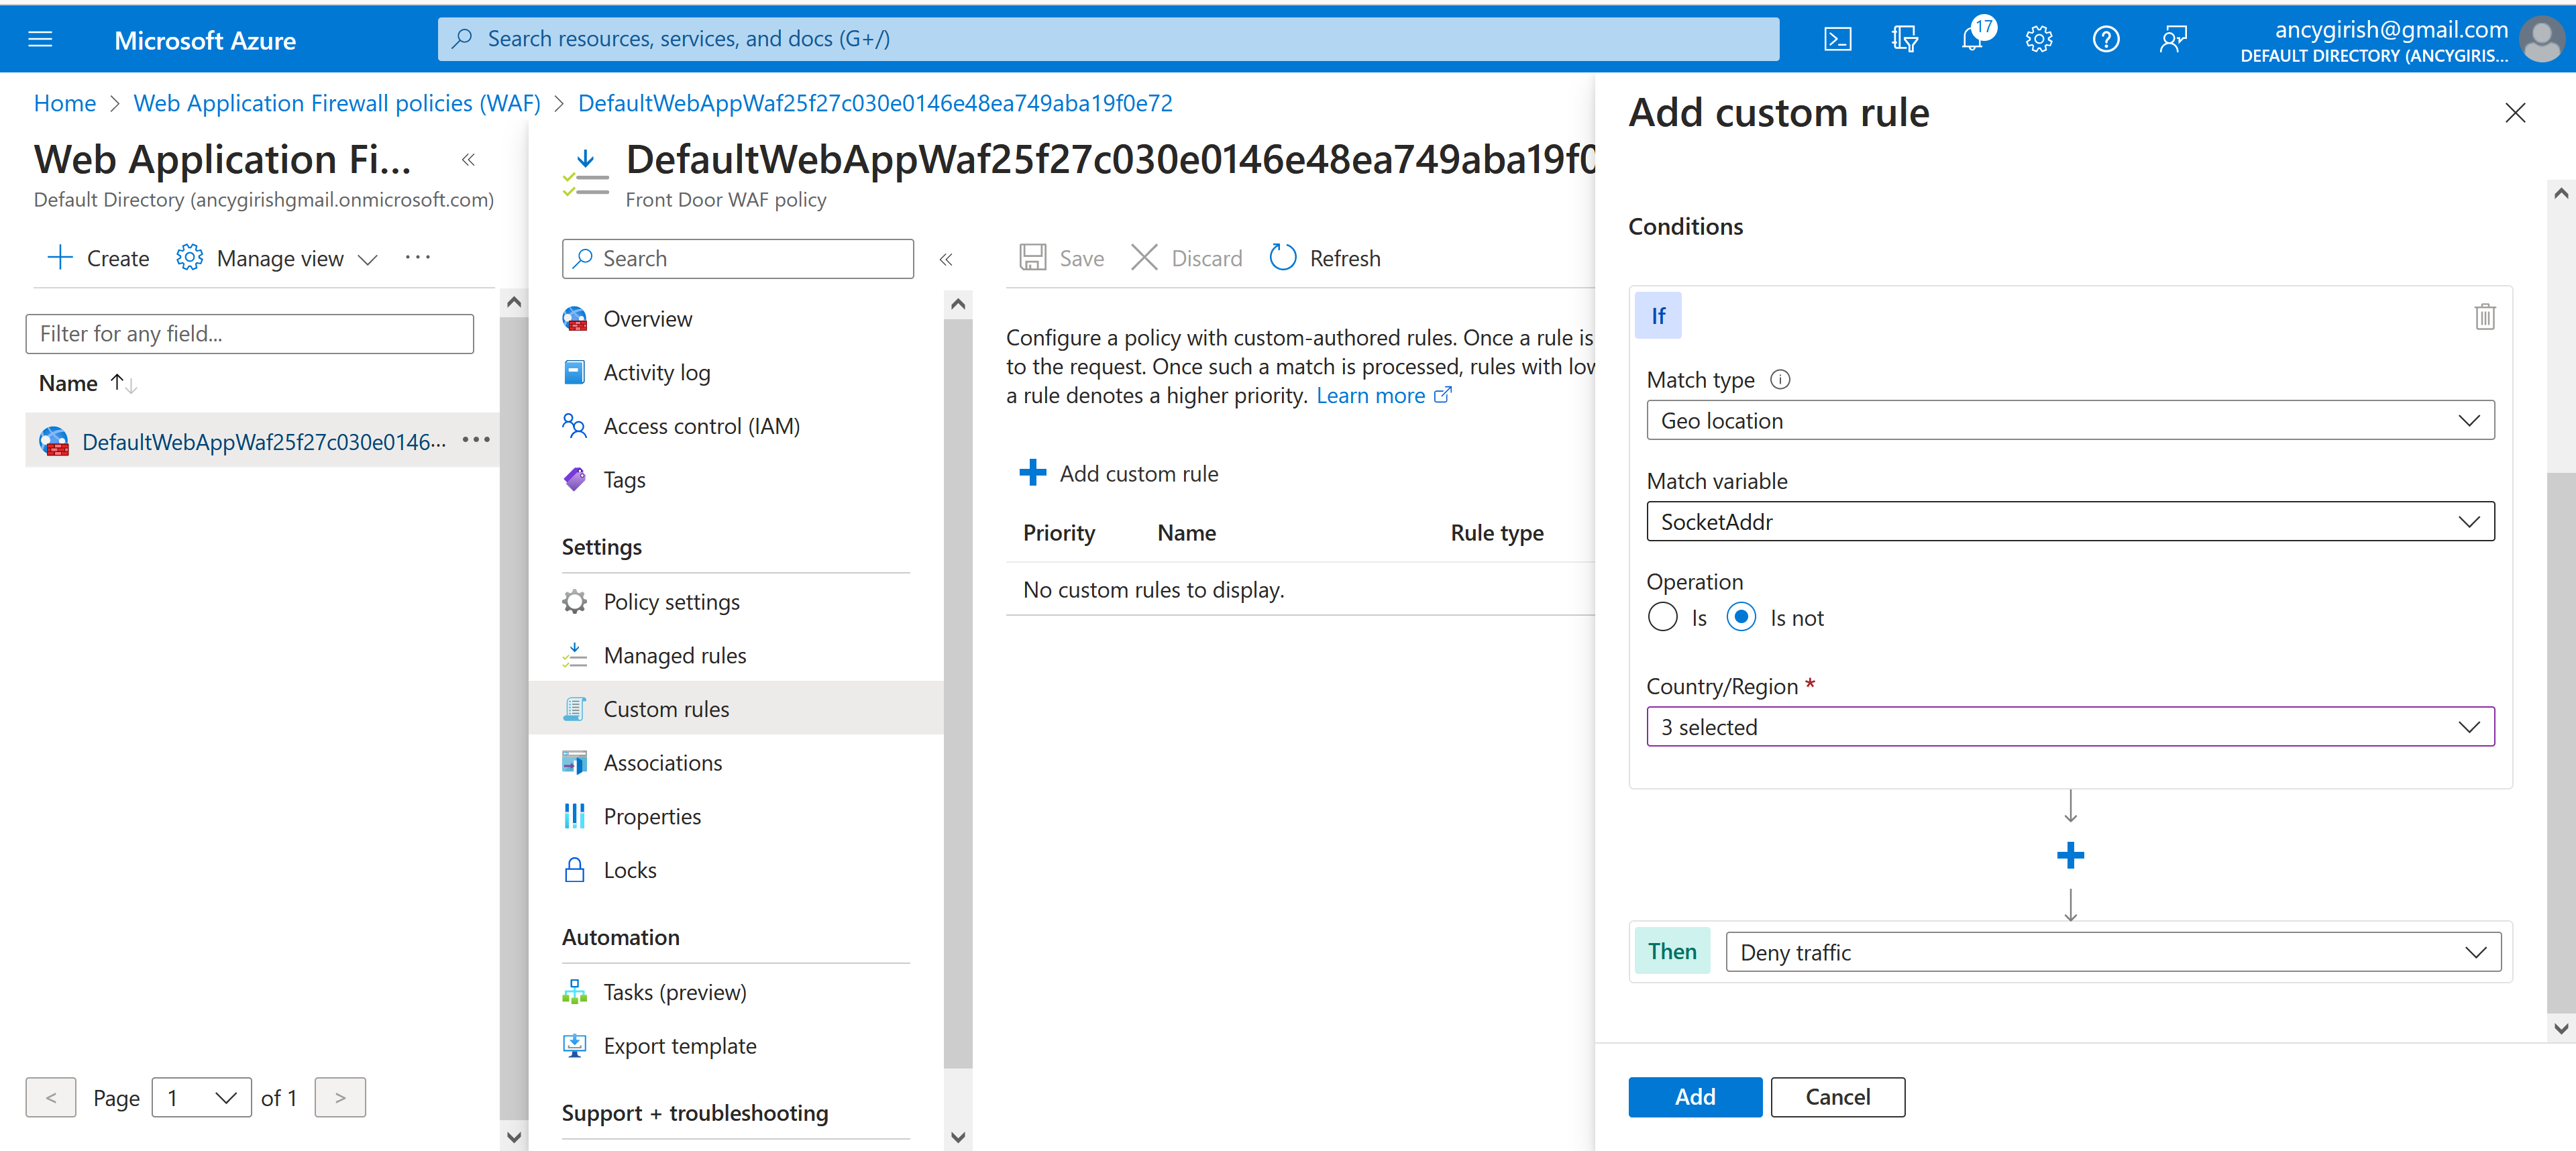 Microsoft Azure
Search resources, services, and docs (G+/)
17
ancygirish@gmail.com
DEFAULT DIRECTORY (ANCYGIRIS...
Home > Web Application Firewall policies (WAF) > DefaultWebAppWaf25f27c030e0146e48ea749aba19f0e72
Web Application Fi...
Default Directory (ancygirishgmail.onmicrosoft.com)
Create
Manage view
Filter for any field...
Name
DefaultWebAppWaf25f27c030e0146...
< Page 1 of 1 >
DefaultWebAppWaf25f27c030e0146e48ea749aba19f0
Front Door WAF policy
Search
Overview
Activity log
Access control (IAM)
Tags
Settings
Policy settings
Managed rules
Custom rules
Associations
Properties
Locks
Automation
Tasks (preview)
Export template
Support + troubleshooting
Save
Discard
Refresh
Configure a policy with custom-authored rules. Once a rule is
to the request. Once such a match is processed, rules with low
a rule denotes a higher priority. Learn more
Add custom rule
Priority Name Rule type
No custom rules to display.
Add custom rule
Conditions
If
Match type
Geo location
Match variable
SocketAddr
Operation
Is Is not
Country/Region *
3 selected
Then Deny traffic
Add Cancel